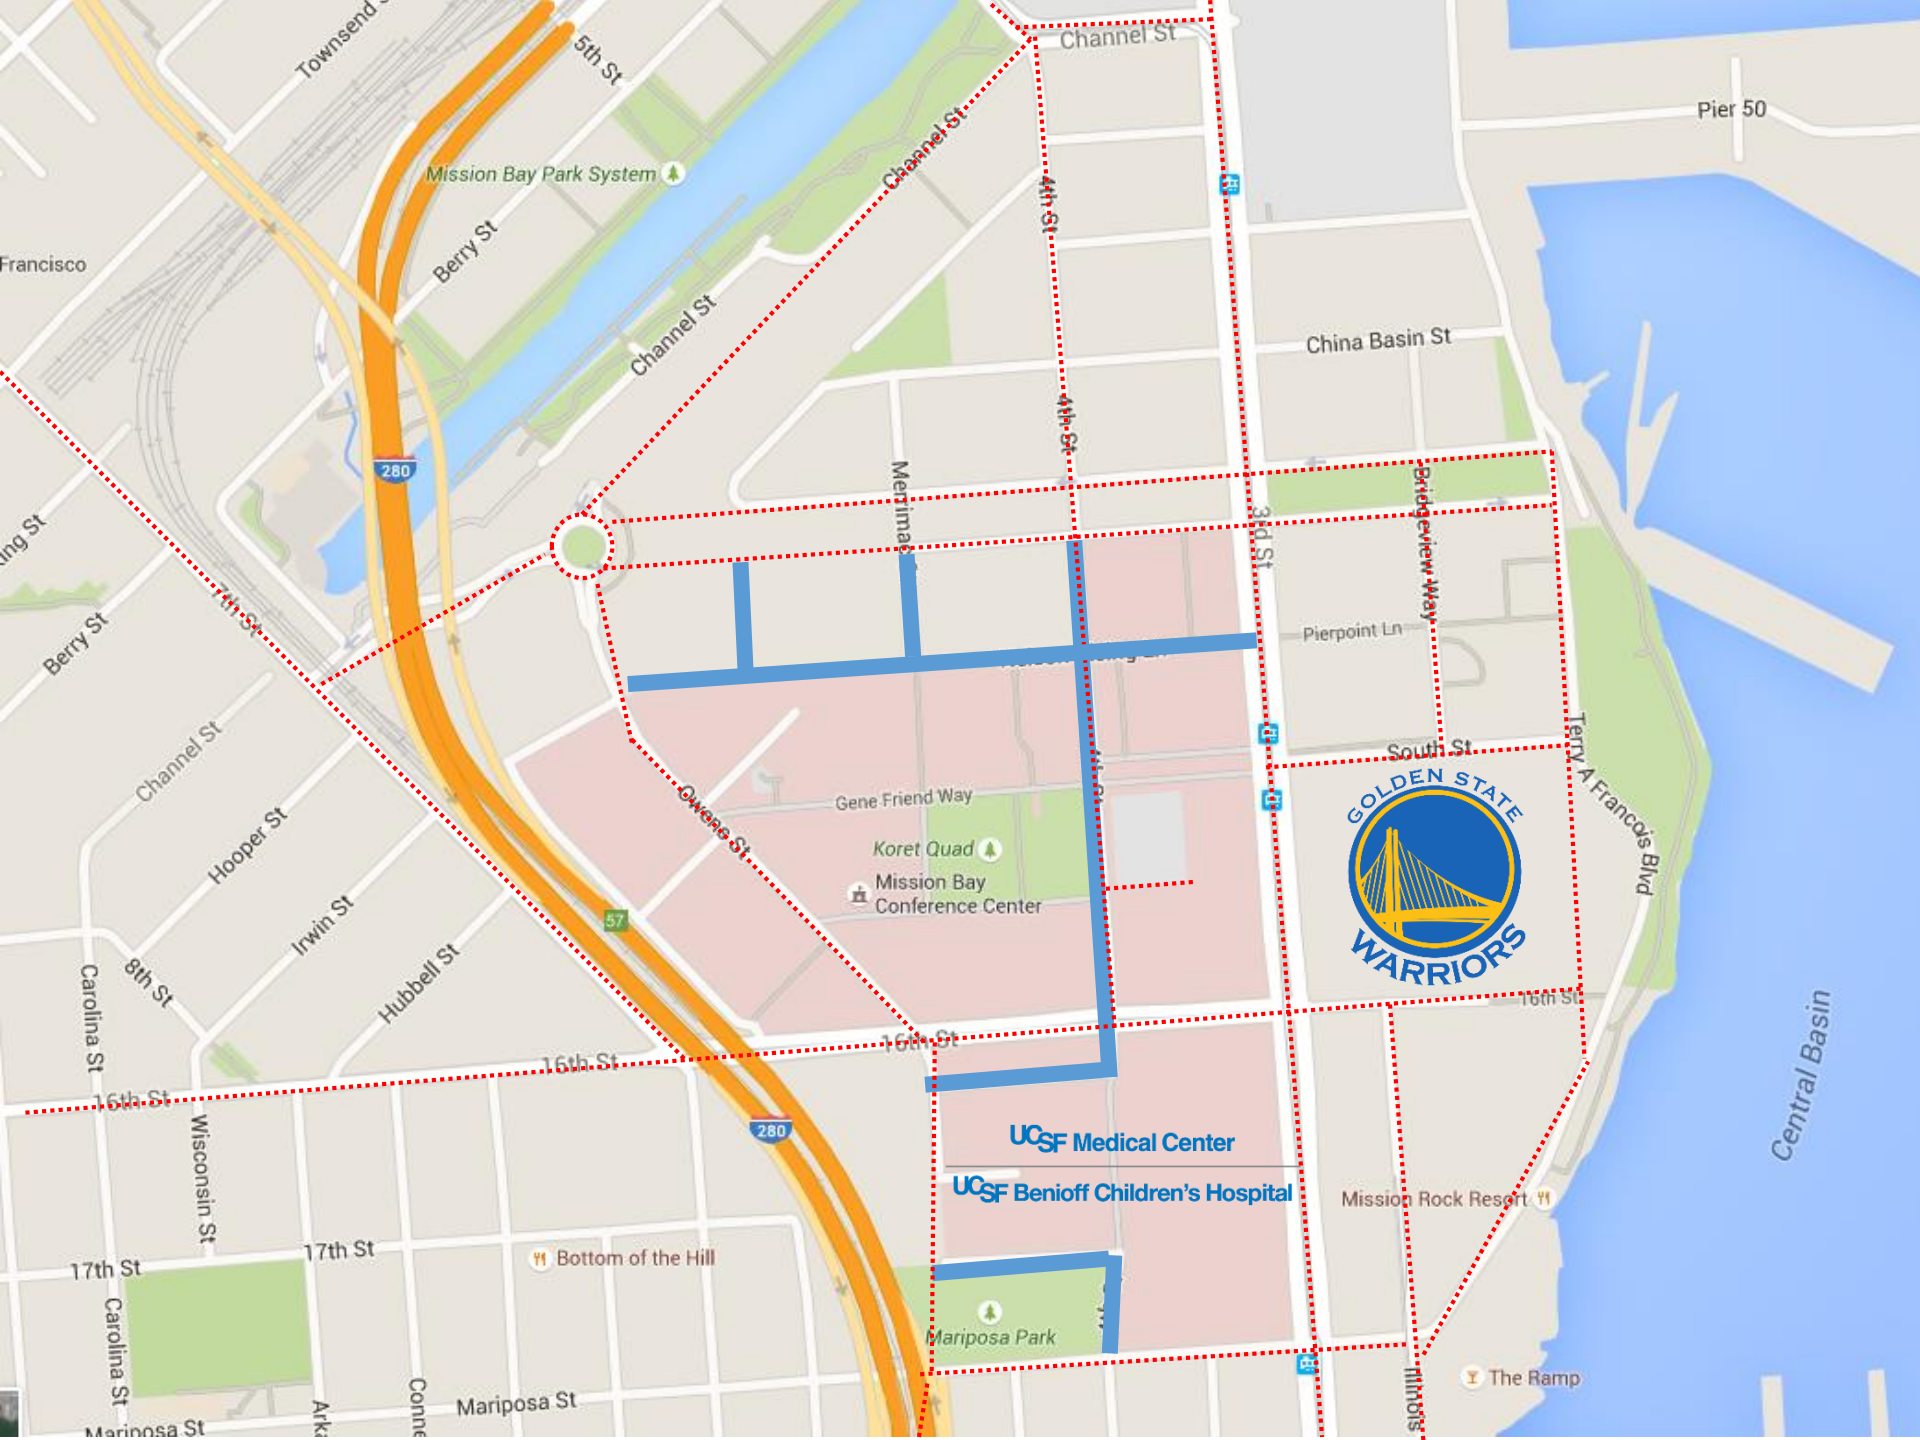 Townsend
5th St
Channel St
Pier 50
Channel St
Mission Bay Park System
4th St
Berry St
Francisco
Channel St
China Basin St
4th St
280
Merrimac
Bridgeview Way
3rd St
7th St
Berry St
Pierpoint Ln
Channel St
South St
Terry A Francois Blvd
GOLDEN STATE
WARRIORS
Owens St
4th St
Gene Friend Way
Hooper St
Koret Quad
Mission Bay
Conference Center
57
Irwin St
Hubbell St
8th St
Carolina St
16th St
16th St
16th St
16th St
Central Basin
280
Wisconsin St
UCSF Medical Center
UCSF Benioff Children's Hospital
Mission Rock Resort
17th St
17th St
Bottom of the Hill
Carolina St
Mariposa Park
The Ramp
Illinois
Mariposa St
Mariposa St